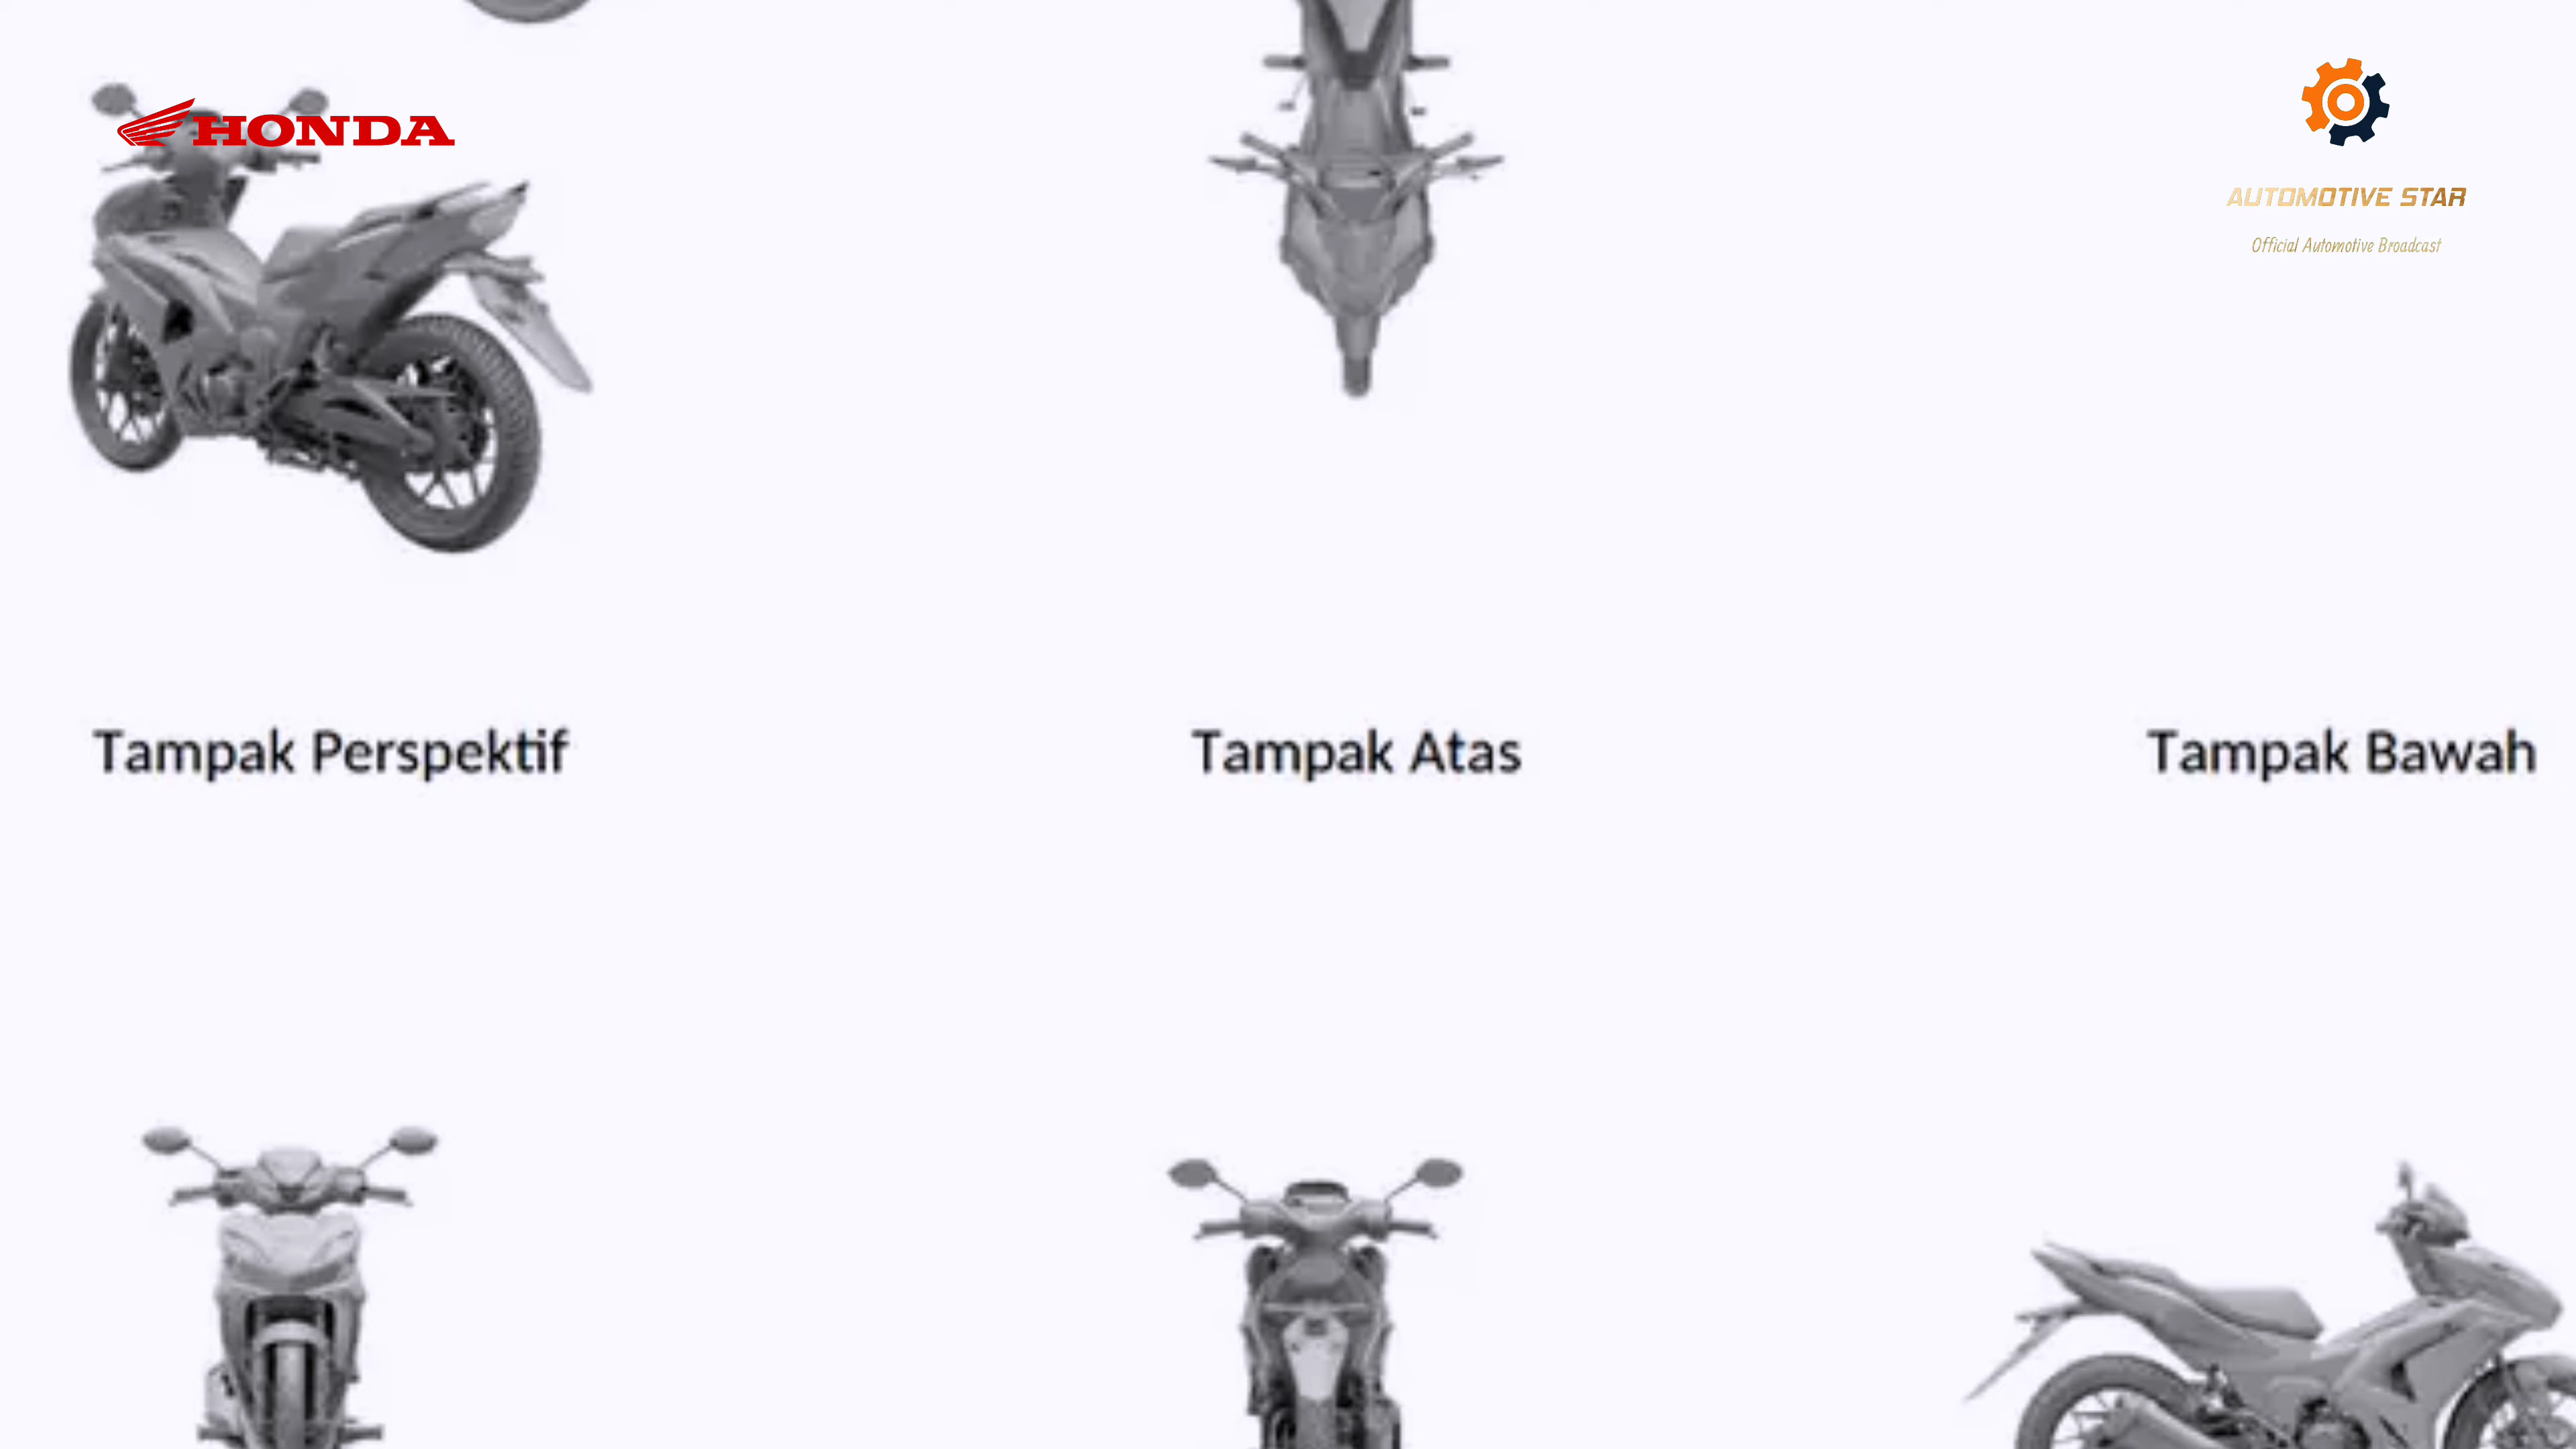 HONDA
AUTOMOTIVE STAR
Official Automotive Broadcast
Tampak Perspektif
Tampak Atas
Tampak Bawah